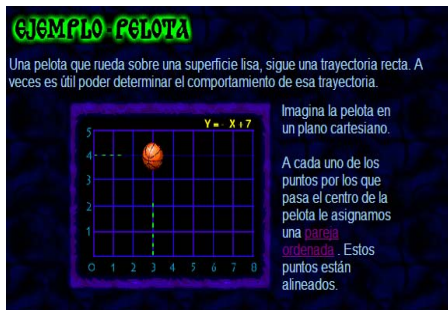 EJEMPLO PELOTA
Una pelota que rueda sobre una superficie lisa, sigue una trayectoria recta. A
veces es útil poder determinar el comportamiento de esa trayectoria.
Imagina la pelota en
un plano cartesiano.
A cada uno de los
puntos por los que
pasa el centro de la
pelota le asignamos
una pareja
ordenada . Estos
puntos están
alineados.
Y = - X + 7
5
4
3
2
1
0 1 2 3 4 5 6 7 8